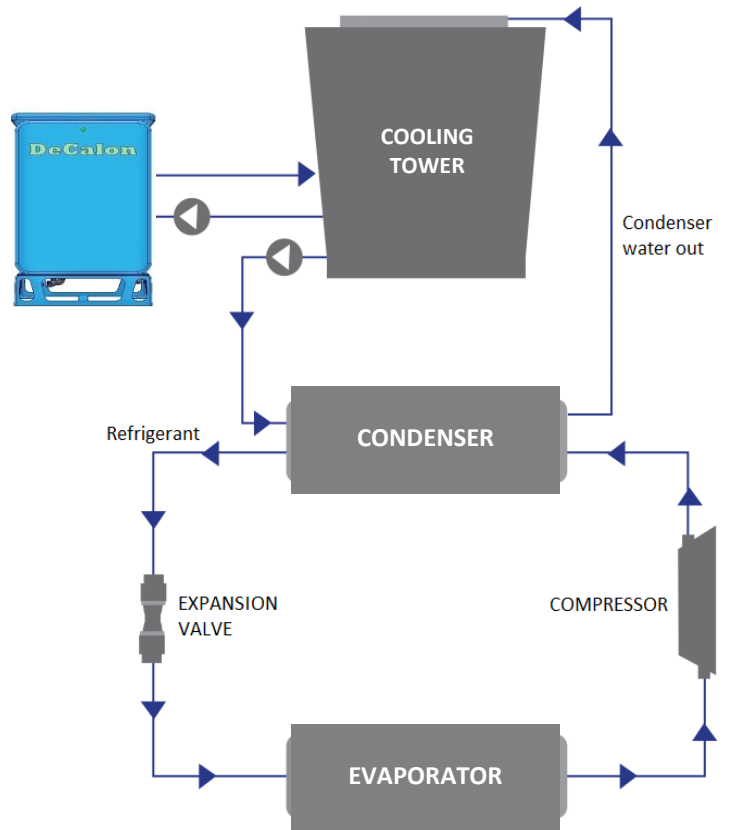 COOLING
TOWER
DeCalon
Condenser
water out
CONDENSER
Refrigerant
EXPANSION
VALVE
COMPRESSOR
EVAPORATOR